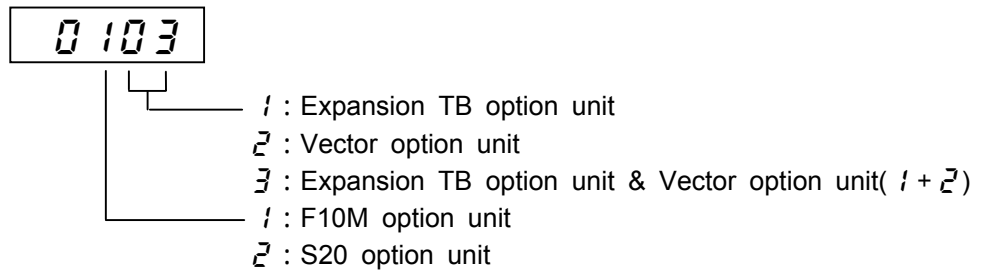 0103
1 : Expansion TB option unit
2 : Vector option unit
3 : Expansion TB option unit & Vector option unit( 1 + 2 )
1 : F10M option unit
2 : S20 option unit